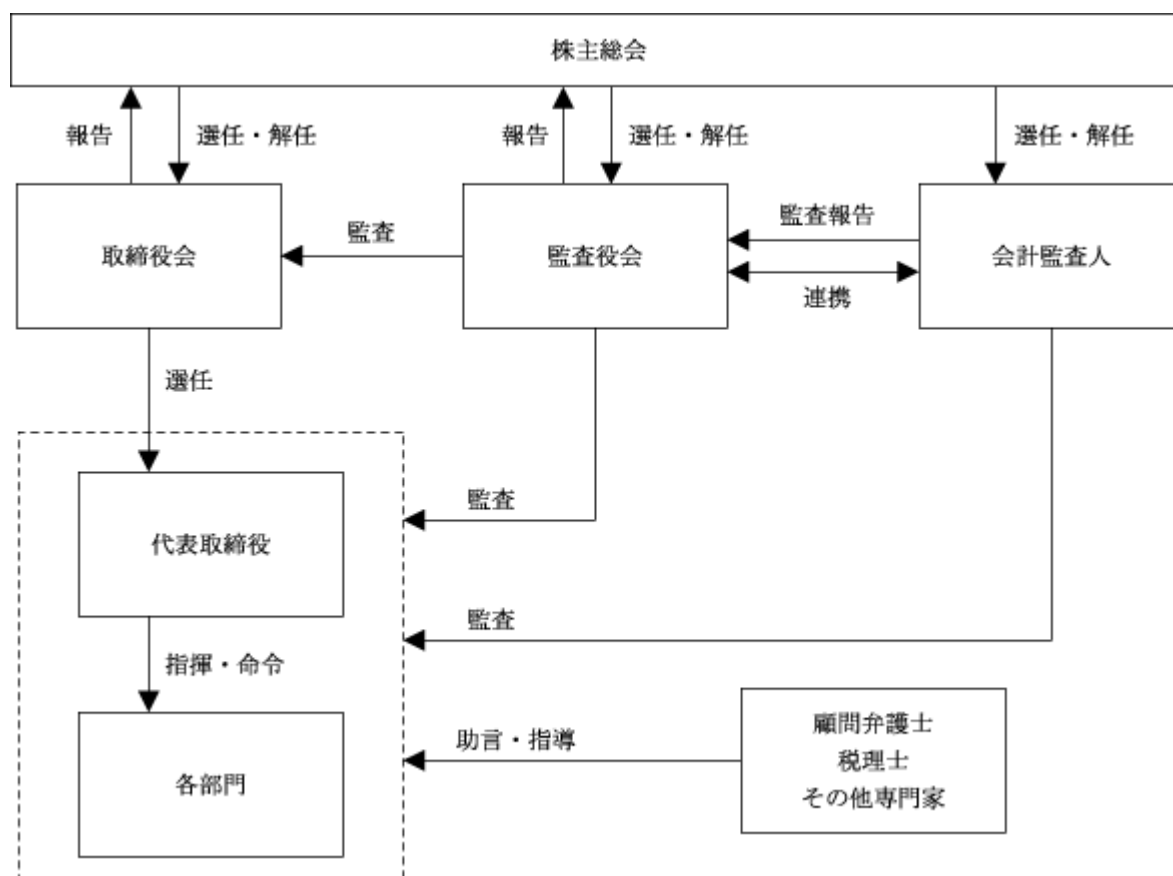 株主総会
報告
選任・解任
報告
選任・解任
選任・解任
取締役会
監査
監査役会
監査報告
連携
会計監査人
選任
代表取締役
監査
監査
指揮・命令
各部門
助言・指導
顧問弁護士
税理士
その他専門家